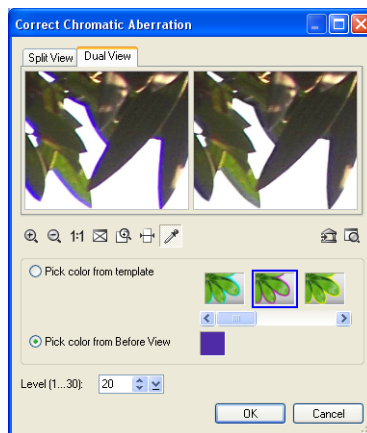 Correct Chromatic Aberration
Split View Dual View
1:1
Pick color from template
Pick color from Before View
Level (1...30): 20
OK Cancel